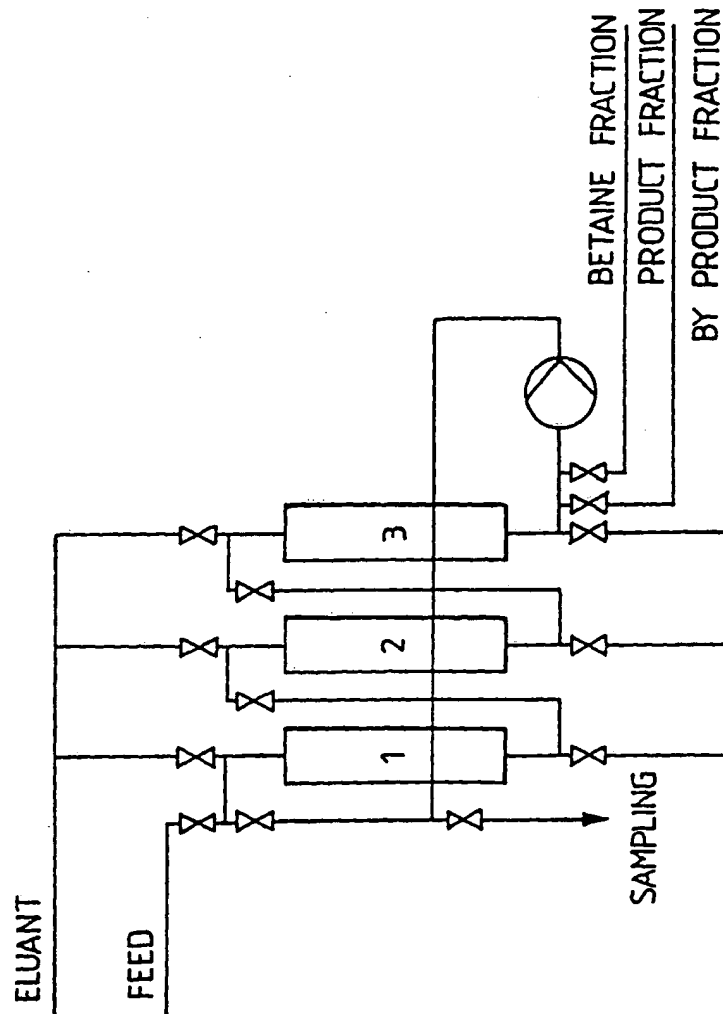 ELUANT
FEED
1
2
3
SAMPLING
BETAINE FRACTION
PRODUCT FRACTION
BY PRODUCT FRACTION